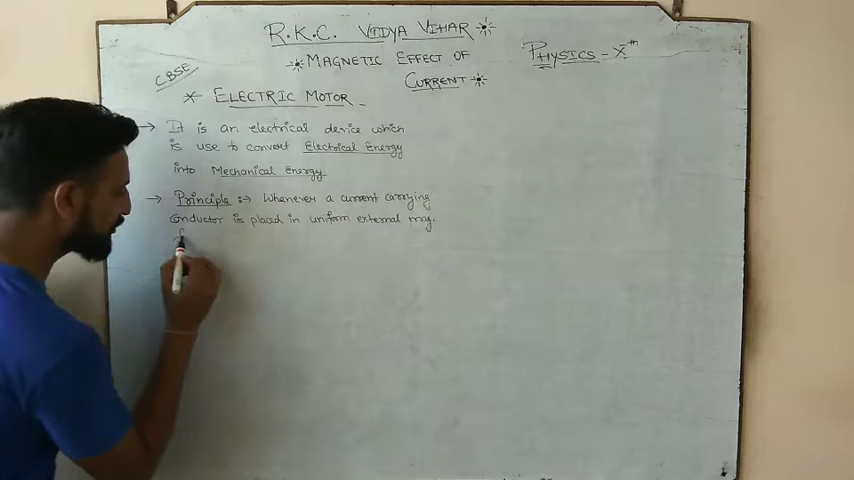 R.K.C. VIDYA VIHAR
PHYSICS - Xth
MAGNETIC EFFECT OF
CURRENT
CBSE
ELECTRIC MOTOR -
→ It is an electrical device which
is use to convert Electrical Energy
into Mechanical Energy
→ Principle :→ Whenever a current carrying
conductor is placed in uniform external mag.
f